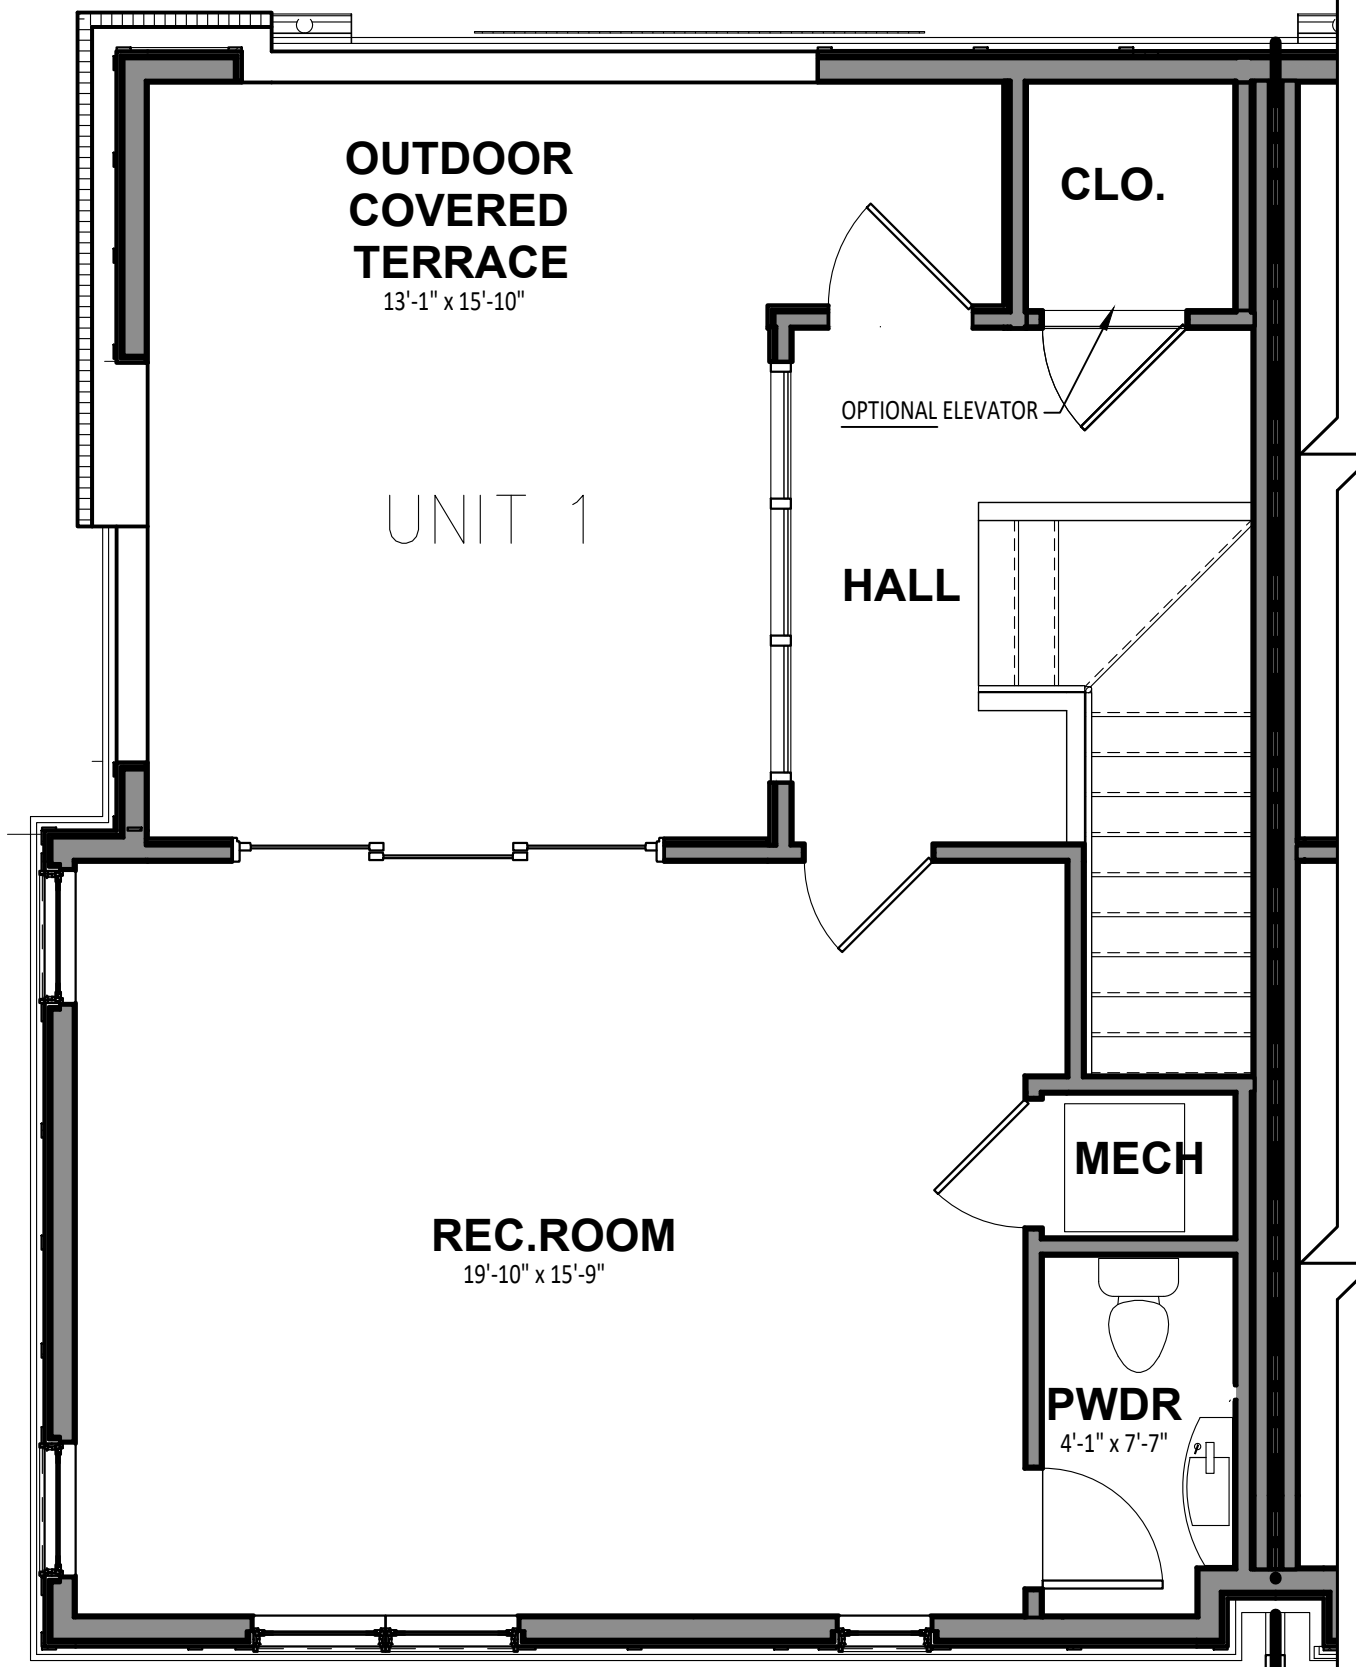 OUTDOOR
COVERED
TERRACE
13'-1" x 15'-10"
CLO.
OPTIONAL ELEVATOR
UNIT 1
HALL
MECH
REC.ROOM
19'-10" x 15'-9"
PWDR
4'-1" x 7'-7"